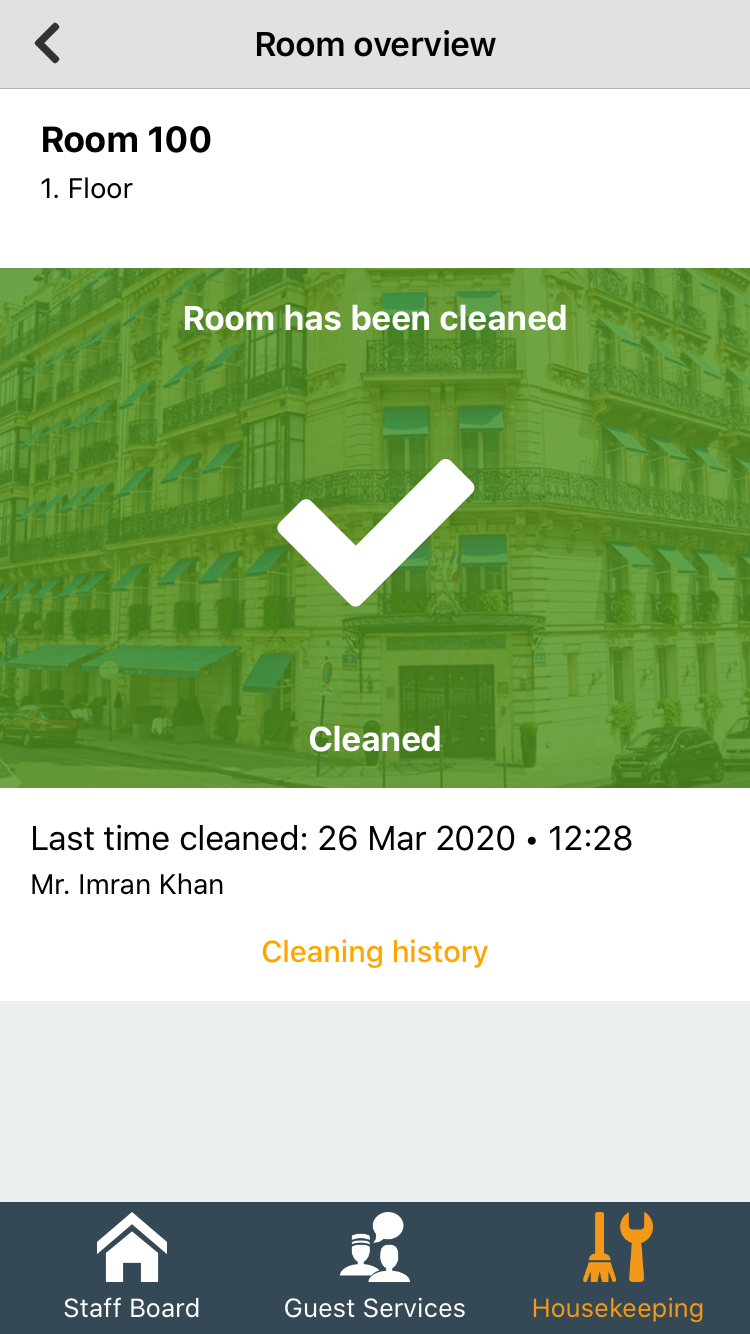 Room overview
Room 100
1. Floor
Room has been cleaned
Cleaned
Last time cleaned: 26 Mar 2020 • 12:28
Mr. Imran Khan
Cleaning history
Staff Board
Guest Services
Housekeeping